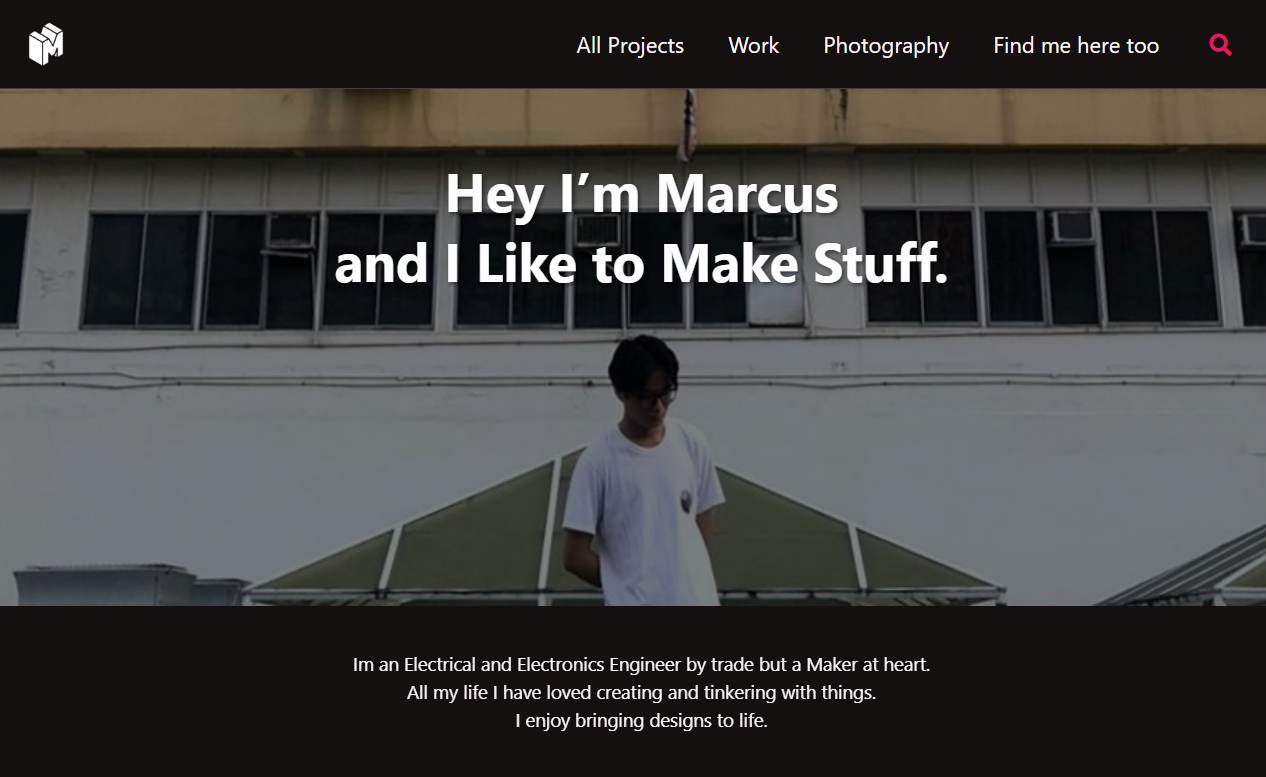 All Projects Work Photography Find me here too
Hey I’m Marcus
and I Like to Make Stuff.
Im an Electrical and Electronics Engineer by trade but a Maker at heart.
All my life I have loved creating and tinkering with things.
I enjoy bringing designs to life.